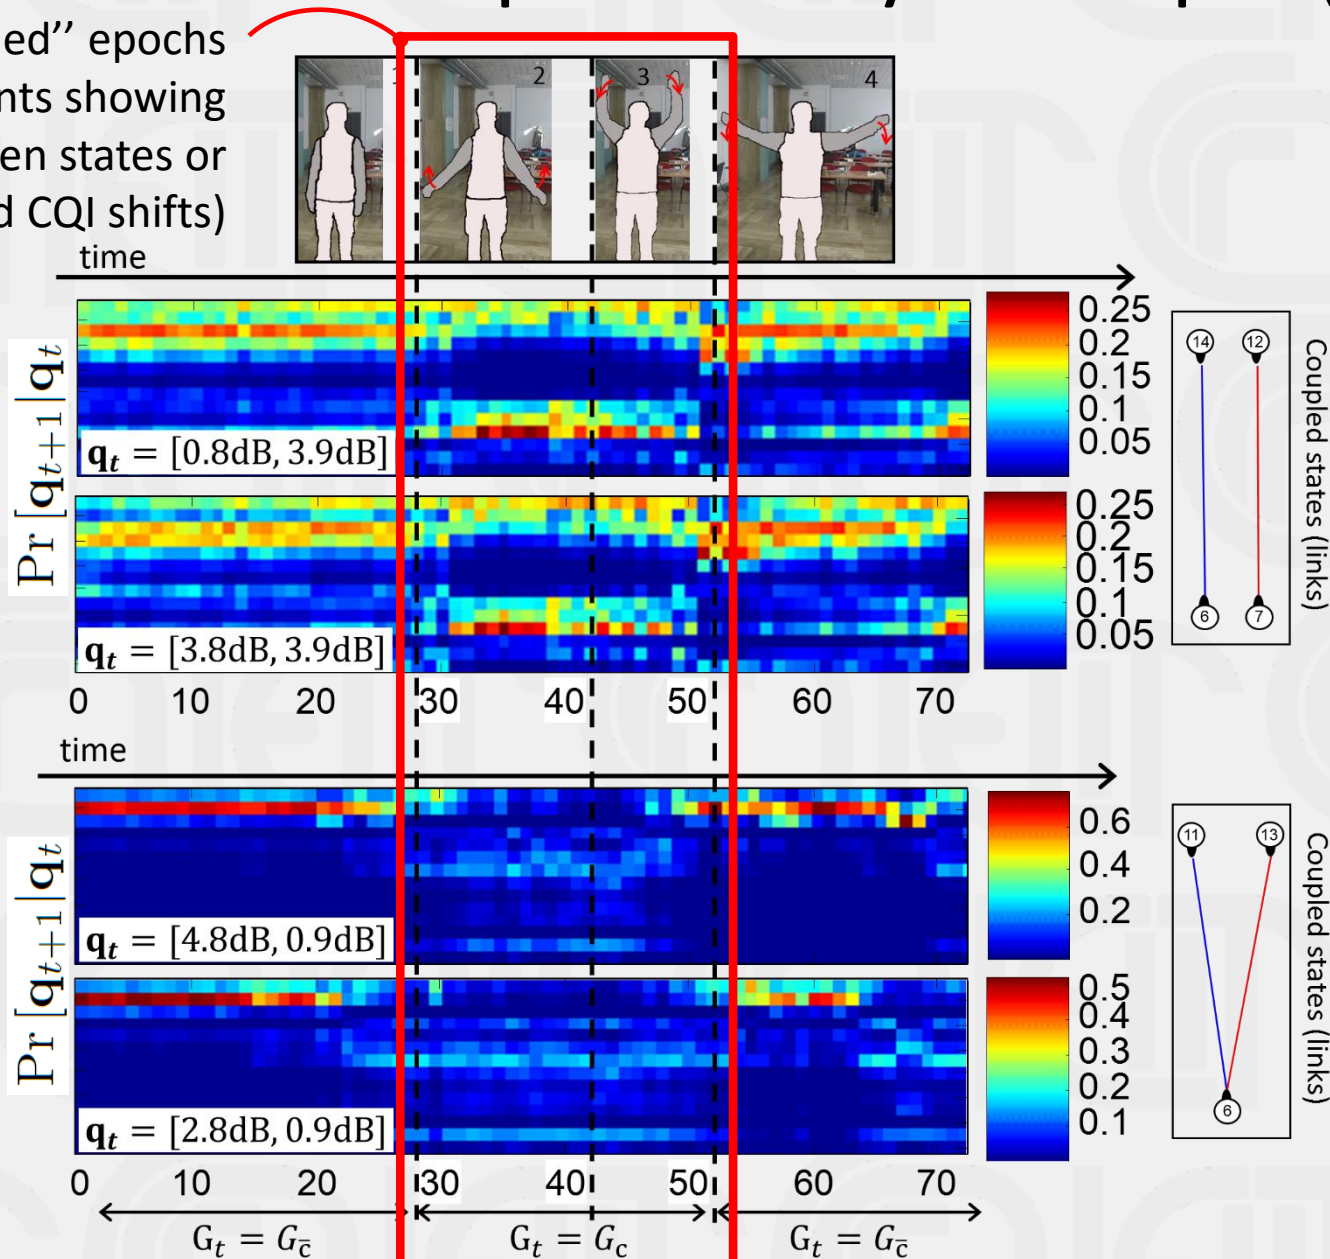 ed’’ epochs
nts showing
en states or
d CQI shifts)
2
3
4
time
Pr [𝐪ₜ₊₁|𝐪ₜ
𝐪ₜ = [0.8dB, 3.9dB]
0.25
0.2
0.15
0.1
0.05
14
12
6
7
Coupled states (links)
𝐪ₜ = [3.8dB, 3.9dB]
0.25
0.2
0.15
0.1
0.05
0 10 20 30 40 50 60 70
time
Pr [𝐪ₜ₊₁|𝐪ₜ
𝐪ₜ = [4.8dB, 0.9dB]
0.6
0.4
0.2
11
13
6
Coupled states (links)
𝐪ₜ = [2.8dB, 0.9dB]
0.5
0.4
0.3
0.2
0.1
0 10 20 30 40 50 60 70
Gₜ = G_c̅ Gₜ = G_c Gₜ = G_c̅